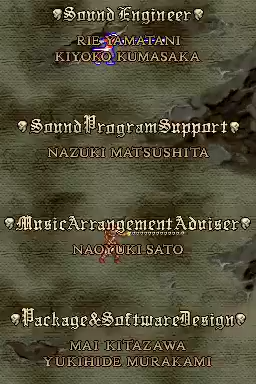 Sound Engineer
RIE YAMATANI
KIYOKO KUMASAKA
Sound Program Support
NAZUKI MATSUSHITA
Music Arrangement Adviser
NAOYUKI SATO
Package & Software Design
MAI KITAZAWA
YUKIHIDE MURAKAMI